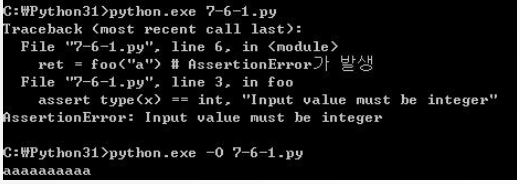 C:₩Python31>python.exe 7-6-1.py
Traceback (most recent call last):
  File "7-6-1.py", line 6, in <module>
    ret = foo("a") # AssertionError가 발생
  File "7-6-1.py", line 3, in foo
    assert type(x) == int, "Input value must be integer"
AssertionError: Input value must be integer
C:₩Python31>python.exe -O 7-6-1.py
aaaaaaaaaa